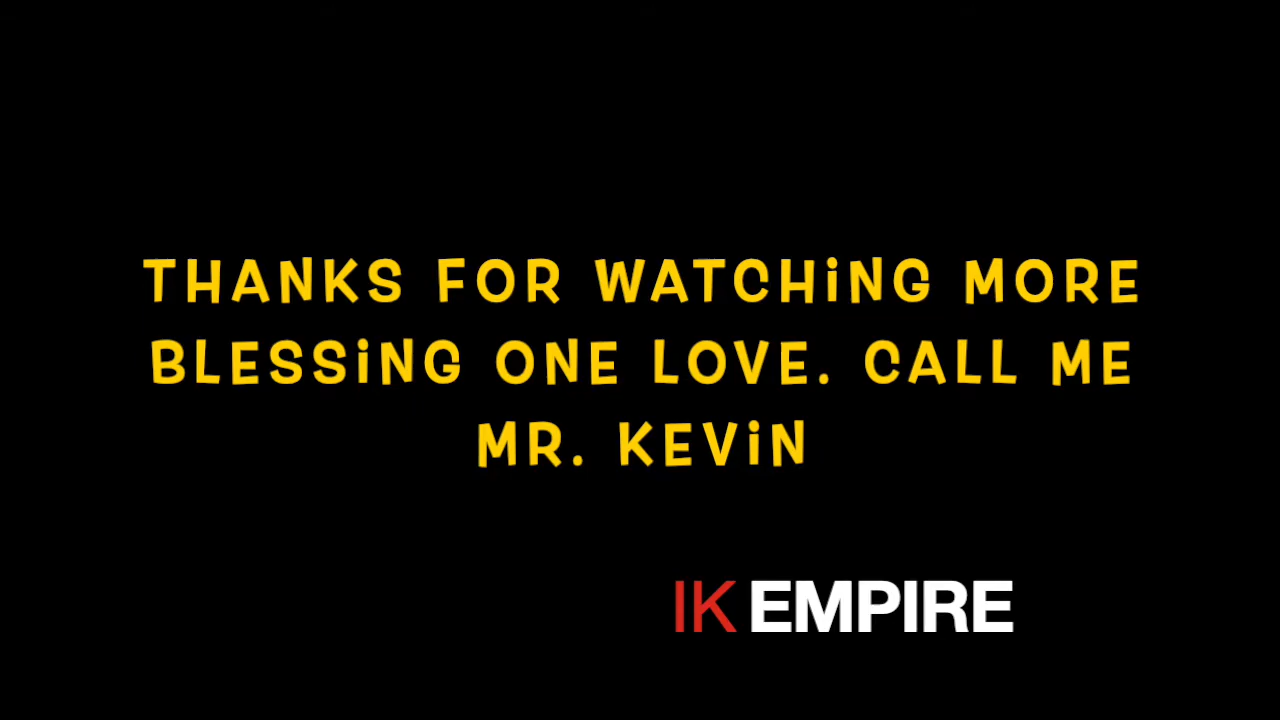 THANKS FOR WATCHiNG MORE
BLESSiNG ONE LOVE. CALL ME
MR. KEViN
IK EMPIRE